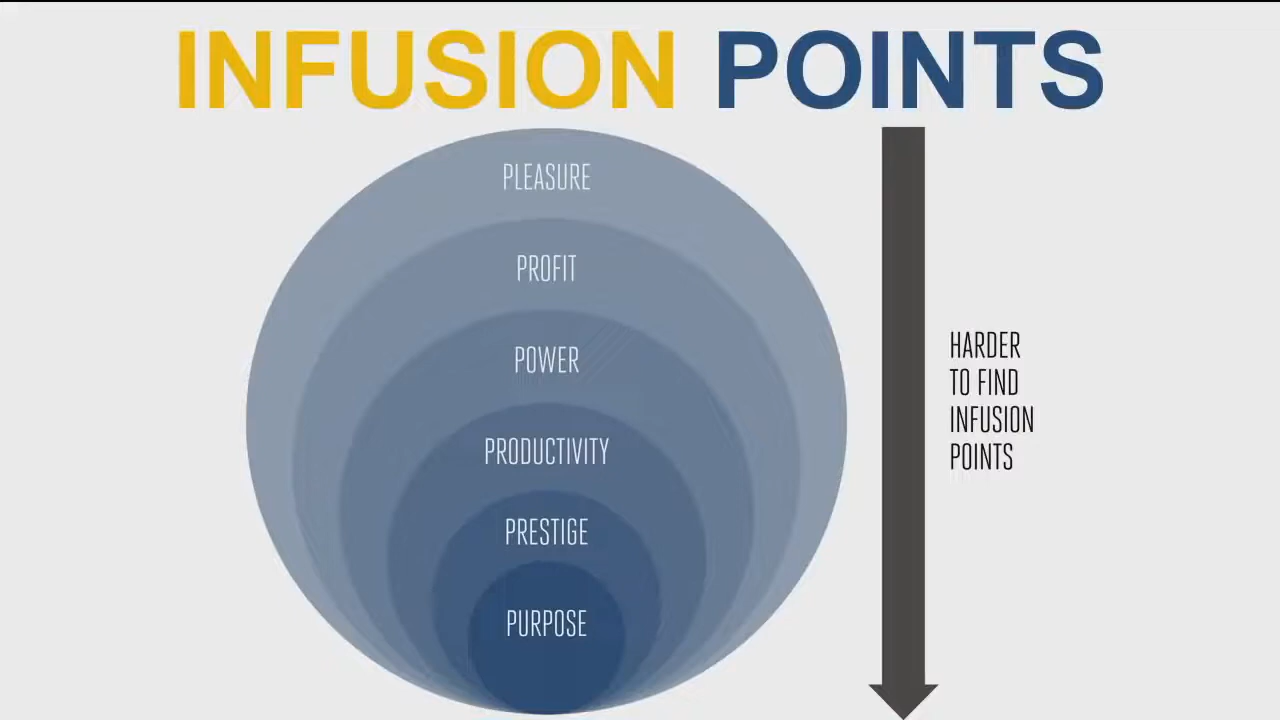 INFUSION POINTS
PLEASURE
PROFIT
POWER
PRODUCTIVITY
PRESTIGE
PURPOSE
HARDER
TO FIND
INFUSION
POINTS